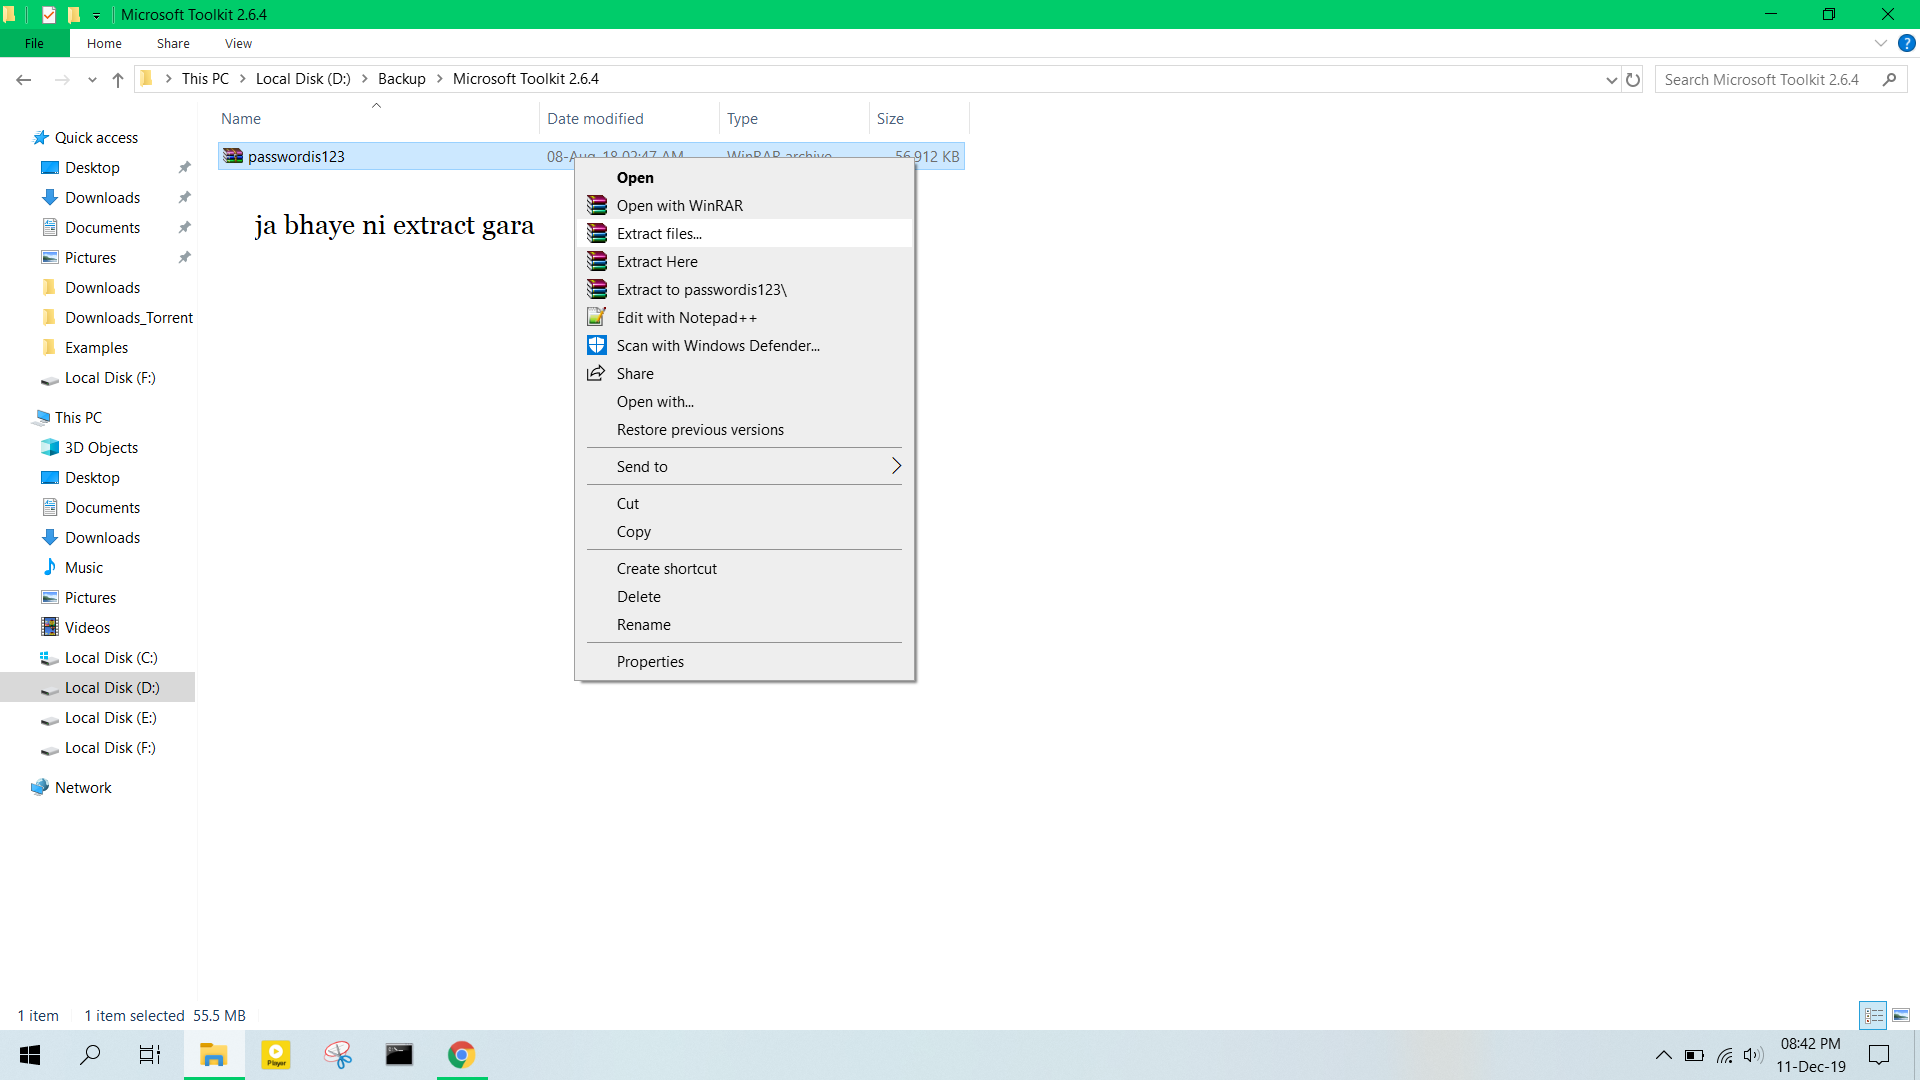 Microsoft Toolkit 2.6.4
File Home Share View
This PC Local Disk (D:) Backup Microsoft Toolkit 2.6.4
Search Microsoft Toolkit 2.6.4
Name Date modified Type Size
passwordis123 08-Aug-18 02:47 AM WinRAR archive 56,912 KB
ja bhaye ni extract gara
Open
Open with WinRAR
Extract files...
Extract Here
Extract to passwordis123\
Edit with Notepad++
Scan with Windows Defender...
Share
Open with...
Restore previous versions
Send to
Cut
Copy
Create shortcut
Delete
Rename
Properties
Quick access
Desktop
Downloads
Documents
Pictures
Downloads
Downloads_Torrent
Examples
Local Disk (F:)
This PC
3D Objects
Desktop
Documents
Downloads
Music
Pictures
Videos
Local Disk (C:)
Local Disk (D:)
Local Disk (E:)
Local Disk (F:)
Network
1 item 1 item selected 55.5 MB
Player
08:42 PM
11-Dec-19